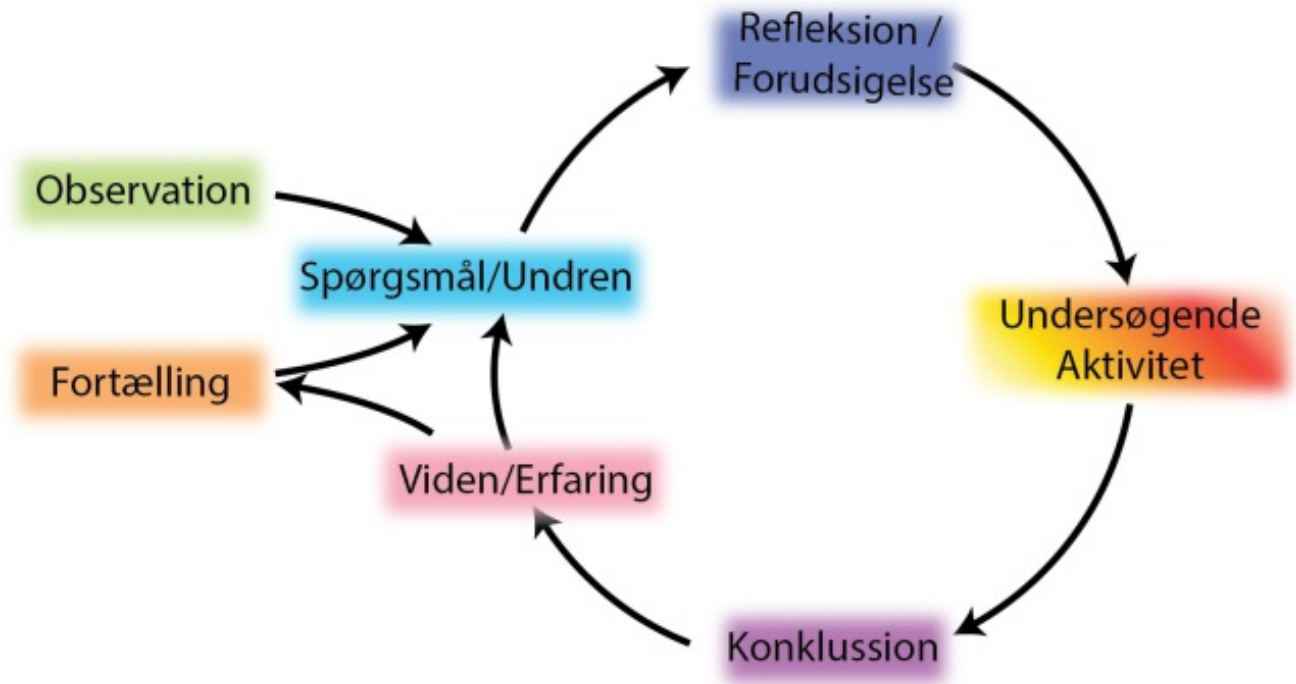 Refleksion /
Forudsigelse
Observation
Spørgsmål/Undren
Undersøgende
Aktivitet
Fortælling
Viden/Erfaring
Konklussion